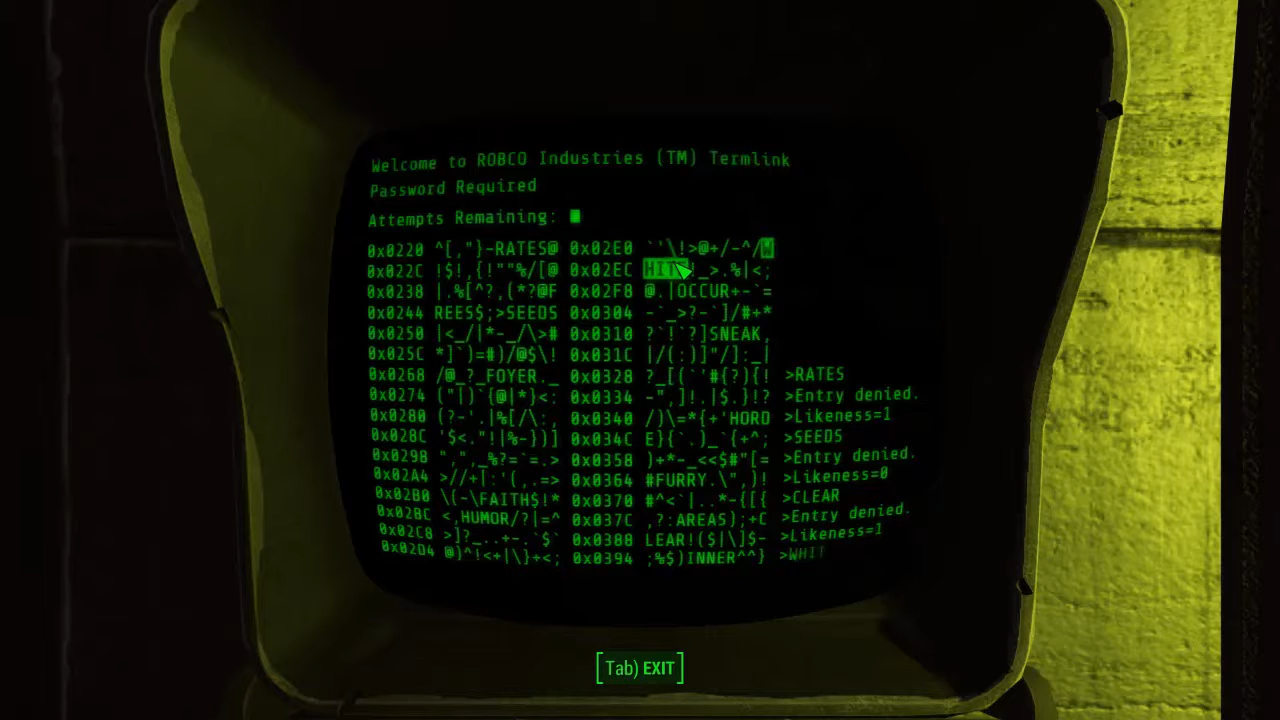 Welcome to ROBCO Industries (TM) Termlink
Password Required
Attempts Remaining: ■
0x0220 ^[,"}-RATES@ 0x02E0 `'\!>@+/-^/W
0x022C !$!,{!""%/[@ 0x02EC HIT!_>.%|<;
0x0238 |.%[^?,(*?@F 0x02F8 @.|OCCUR+-`=
0x0244 REES$;>SEEDS 0x0304 -`_>?-`]/#+*
0x0250 |<_/|*-_/\># 0x0310 ?`!`?]SNEAK,
0x025C *]`)=#)/@$\! 0x031C |/(:)]"/]:_|
0x0268 /@_?_FOYER._ 0x0328 ?_[(`'#{?){! >RATES
0x0274 ("|)`{@|*}<: 0x0334 -",]!.|$.}!? >Entry denied.
0x0280 (?-'.|%[/\:, 0x0340 /)\=*{+'HORD >Likeness=1
0x028C '$<."!|%-})] 0x034C E}{`.)_`{+^; >SEEDS
0x0298 ",",_%?=`=.> 0x0358 )+*-_<<$#"[= >Entry denied.
0x02A4 >//+[:'(,.=> 0x0364 #FURRY.\",)! >Likeness=0
0x02B0 \{-\FAITH$!* 0x0370 #^<`|..*-{[{ >CLEAR
0x02BC <,HUMOR/?|=^ 0x037C ,?:AREAS);+C >Entry denied.
0x02C8 >]?_..+-.`$` 0x0388 LEAR!($|\]$- >Likeness=1
0x02D4 @)^!<+|\}+<; 0x0394 ;%$)INNER^^} >WHI
Tab) EXIT